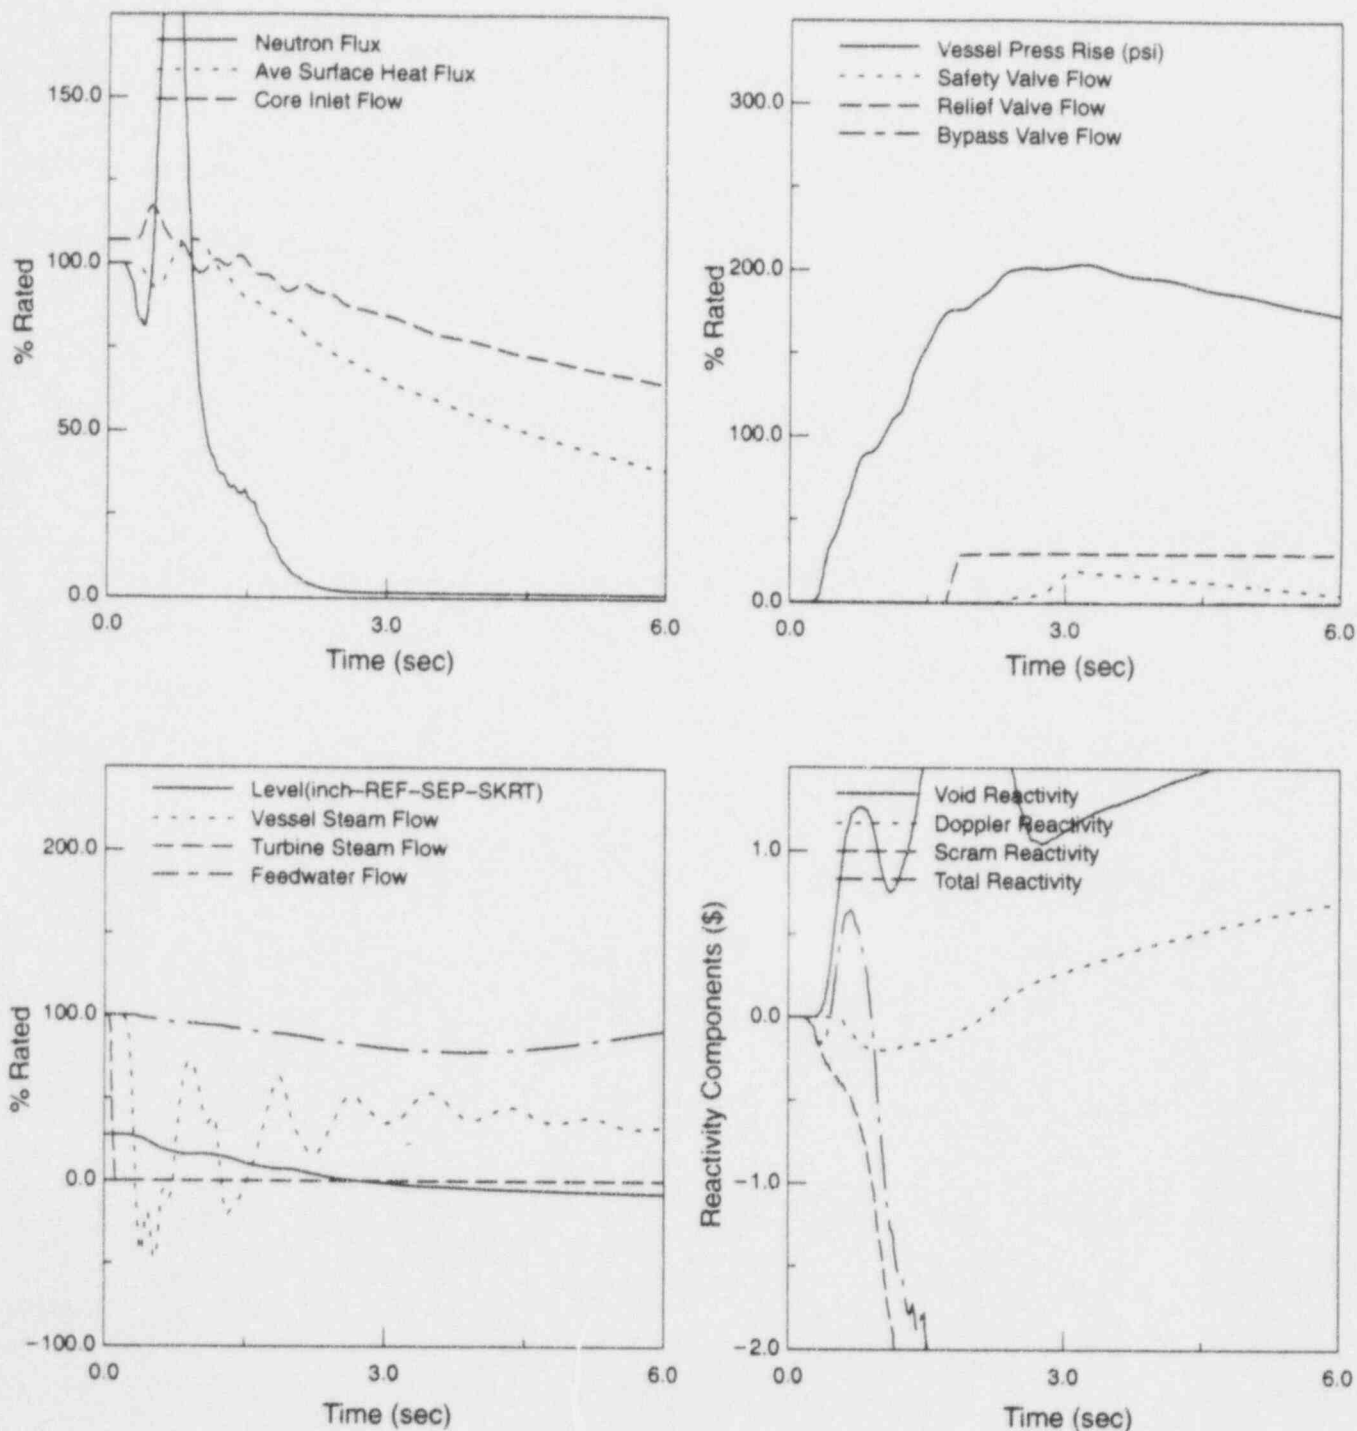 Neutron Flux
Ave Surface Heat Flux
Core Inlet Flow
150.0
100.0
50.0
0.0
% Rated
0.0
3.0
6.0
Time (sec)
Vessel Press Rise (psi)
Safety Valve Flow
Relief Valve Flow
Bypass Valve Flow
300.0
200.0
100.0
0.0
% Rated
0.0
3.0
6.0
Time (sec)
Level(inch-REF-SEP-SKRT)
Vessel Steam Flow
Turbine Steam Flow
Feedwater Flow
200.0
100.0
0.0
-100.0
% Rated
0.0
3.0
6.0
Time (sec)
Void Reactivity
Doppler Reactivity
Scram Reactivity
Total Reactivity
1.0
0.0
-1.0
-2.0
Reactivity Components ($)
0.0
3.0
6.0
Time (sec)